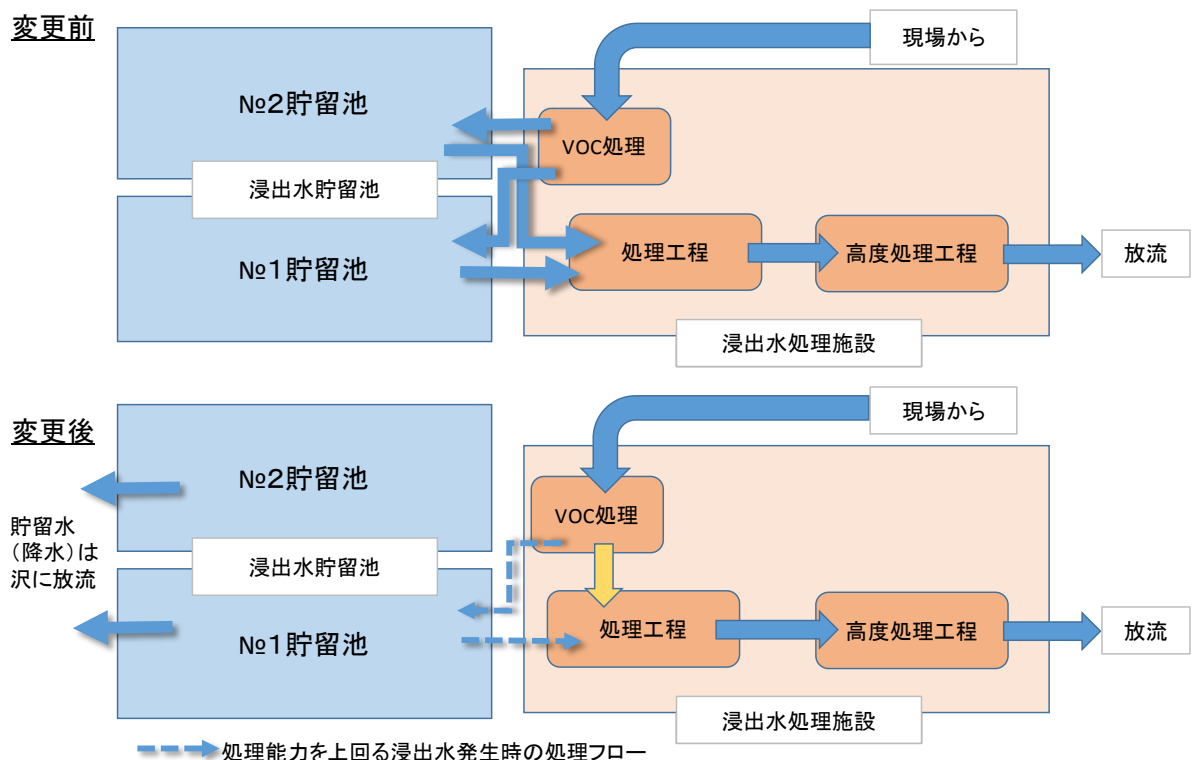 変更前
現場から
№2貯留池
VOC処理
浸出水貯留池
№1貯留池
処理工程
高度処理工程
放流
浸出水処理施設
変更後
現場から
№2貯留池
VOC処理
貯留水
（降水）は
沢に放流
浸出水貯留池
№1貯留池
処理工程
高度処理工程
放流
浸出水処理施設
処理能力を上回る浸出水発生時の処理フロー